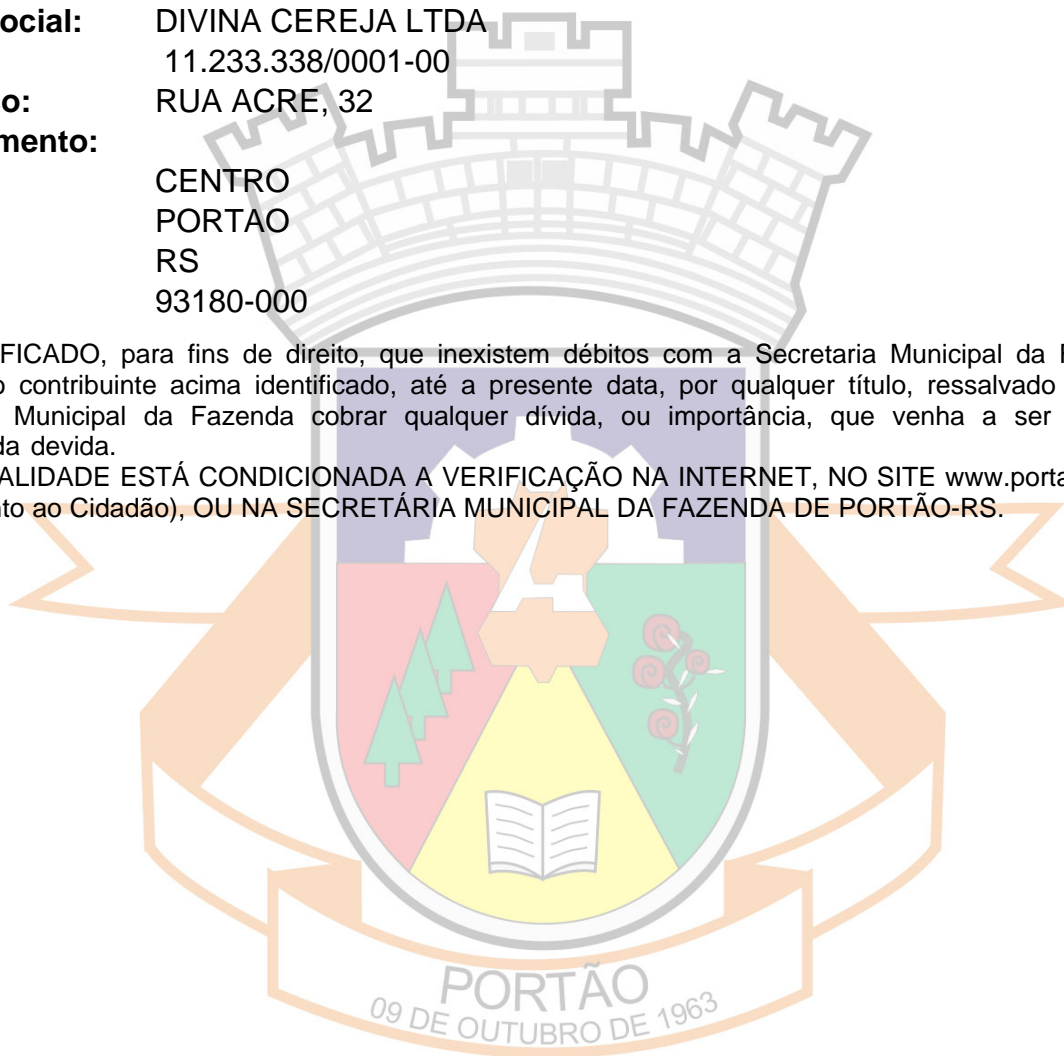 ocial: DIVINA CEREJA LTDA
11.233.338/0001-00
o: RUA ACRE, 32
mento:
CENTRO
PORTAO
RS
93180-000
FICADO, para fins de direito, que inexistem débitos com a Secretaria Municipal da
o contribuinte acima identificado, até a presente data, por qualquer título, ressalvado
Municipal da Fazenda cobrar qualquer dívida, ou importância, que venha a ser
da devida.
ALIDADE ESTÁ CONDICIONADA A VERIFICAÇÃO NA INTERNET, NO SITE www.porta
nto ao Cidadão), OU NA SECRETÁRIA MUNICIPAL DA FAZENDA DE PORTÃO-RS.
PORTÃO
09 DE OUTUBRO DE 1963